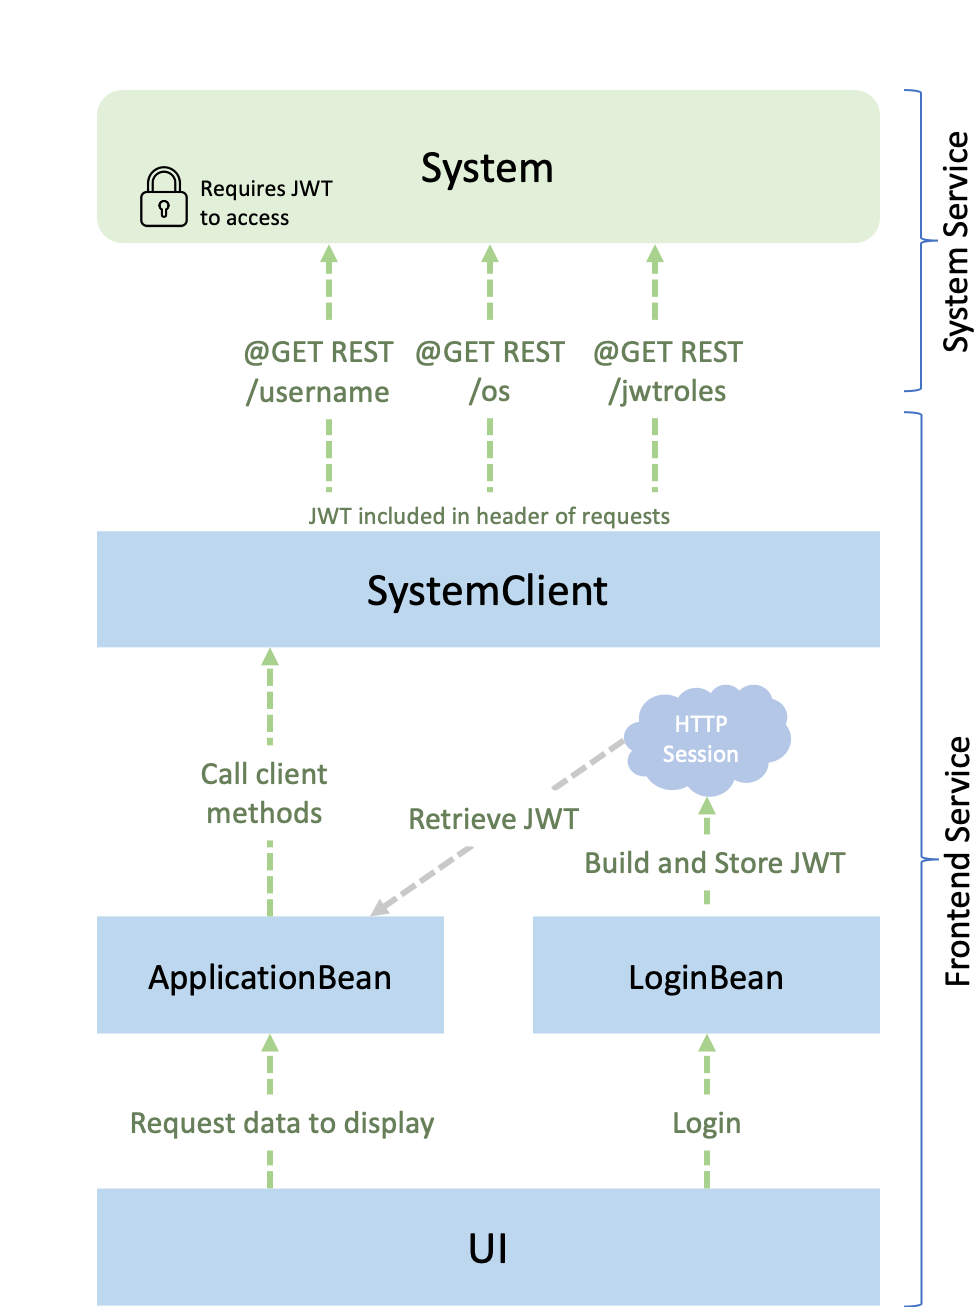 System
Requires JWT
to access
System Service
@GET REST
/username
@GET REST
/os
@GET REST
/jwtroles
JWT included in header of requests
SystemClient
HTTP
Session
Call client
methods
Retrieve JWT
Build and Store JWT
Frontend Service
ApplicationBean
LoginBean
Request data to display
Login
UI